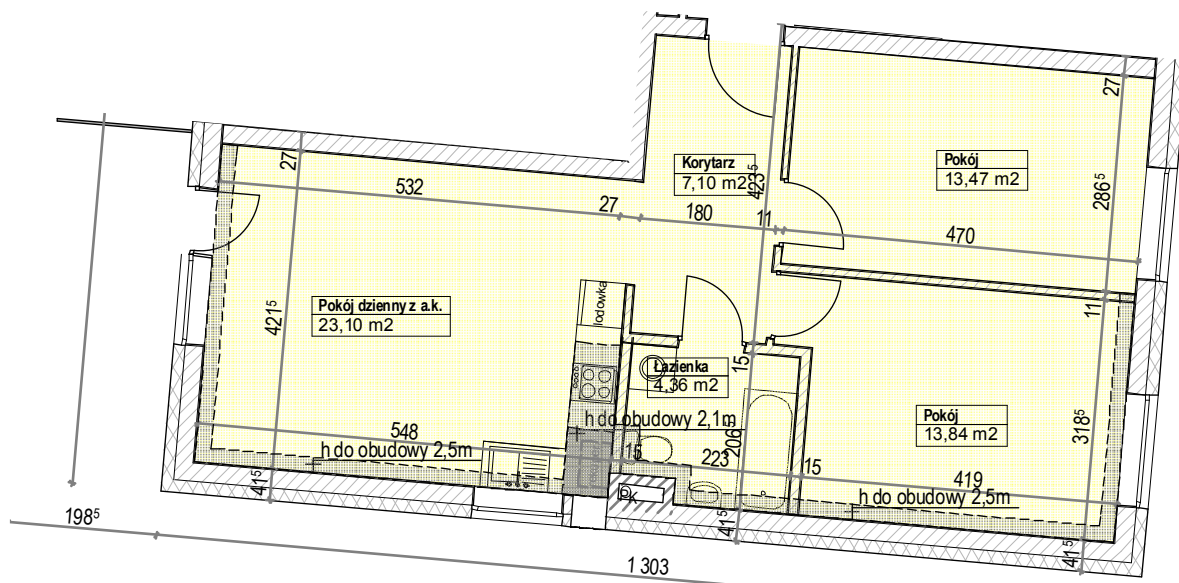 27
27
Korytarz
7,10 m2
Pokój
13,47 m2
423⁵
286⁵
532
27
180
11
470
lodówka
Pokój dzienny z a.k.
23,10 m2
421⁵
11
15
Łazienka
4,36 m2
h do obudowy 2,1m
206⁵
Pokój
13,84 m2
318⁵
548
h do obudowy 2,5m
15
223
15
419
h do obudowy 2,5m
41⁵
PK
41⁵
41⁵
198⁵
1 303